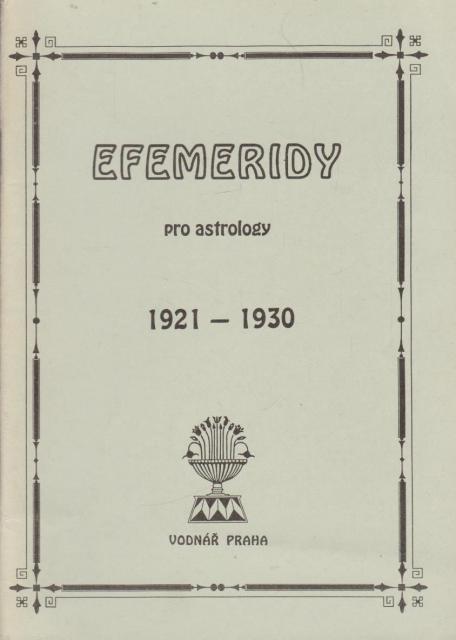 EFEMERIDY
pro astrology
1921 – 1930
VODNÁŘ PRAHA